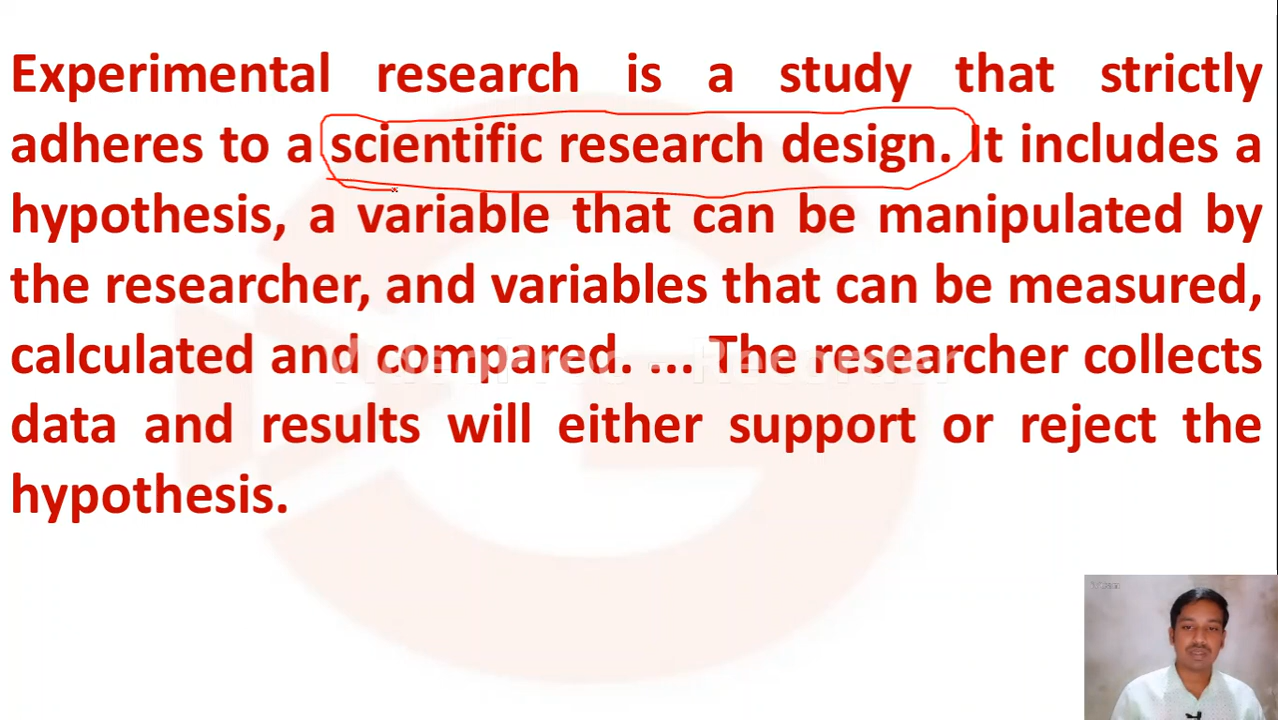 Experimental research is a study that strictly
adheres to a scientific research design. It includes a
hypothesis, a variable that can be manipulated by
the researcher, and variables that can be measured,
calculated and compared. ... The researcher collects
data and results will either support or reject the
hypothesis.